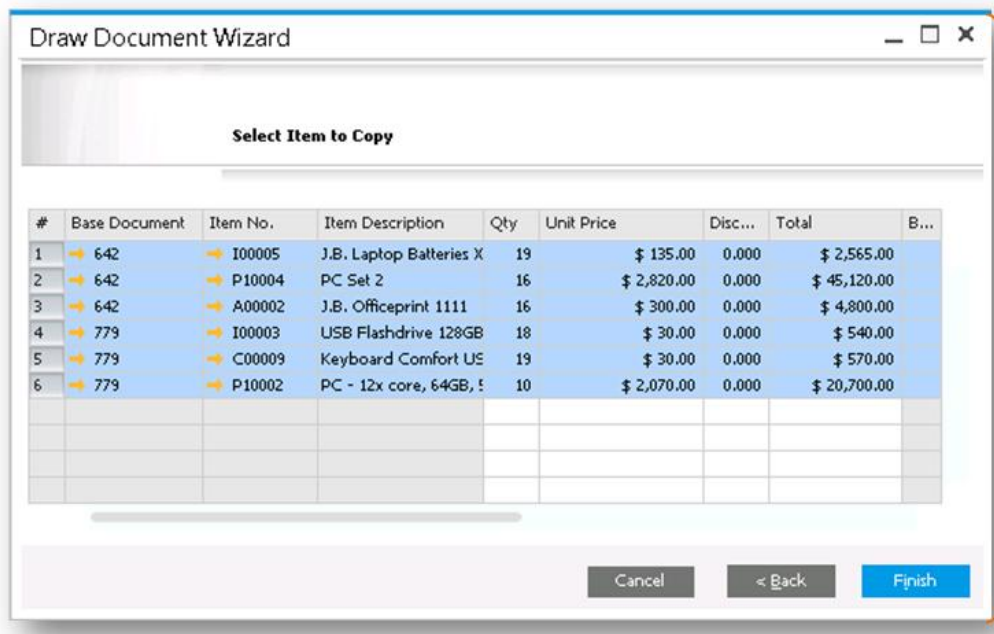 Draw Document Wizard
Select Item to Copy
# Base Document Item No. Item Description Qty Unit Price Disc... Total B...
1 642 I00005 J.B. Laptop Batteries X 19 $ 135.00 0.000 $ 2,565.00
2 642 P10004 PC Set 2 16 $ 2,820.00 0.000 $ 45,120.00
3 642 A00002 J.B. Officeprint 1111 16 $ 300.00 0.000 $ 4,800.00
4 779 I00003 USB Flashdrive 128GB 18 $ 30.00 0.000 $ 540.00
5 779 C00009 Keyboard Comfort US 19 $ 30.00 0.000 $ 570.00
6 779 P10002 PC - 12x core, 64GB, 5 10 $ 2,070.00 0.000 $ 20,700.00
Cancel < Back Finish